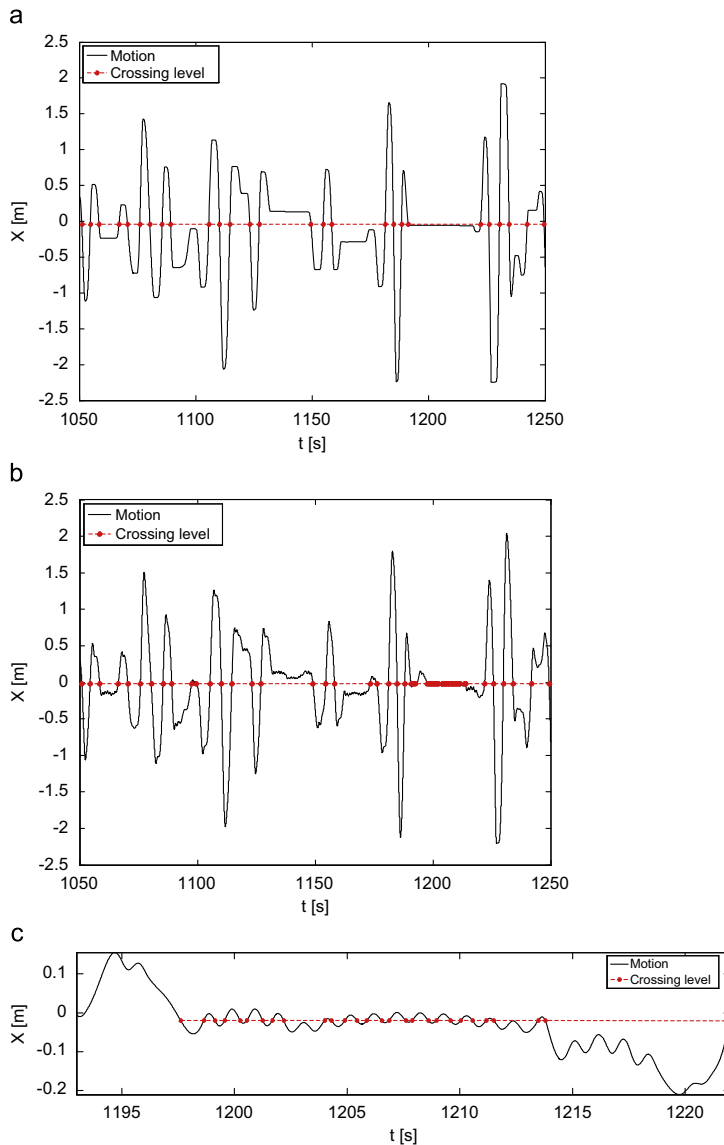 a
2.5
2
1.5
1
0.5
0
-0.5
-1
-1.5
-2
-2.5
X [m]
Motion
Crossing level
1050 1100 1150 1200 1250
t [s]
b
2.5
2
1.5
1
0.5
0
-0.5
-1
-1.5
-2
-2.5
X [m]
Motion
Crossing level
1050 1100 1150 1200 1250
t [s]
c
0.1
0
-0.1
-0.2
X [m]
Motion
Crossing level
1195 1200 1205 1210 1215 1220
t [s]